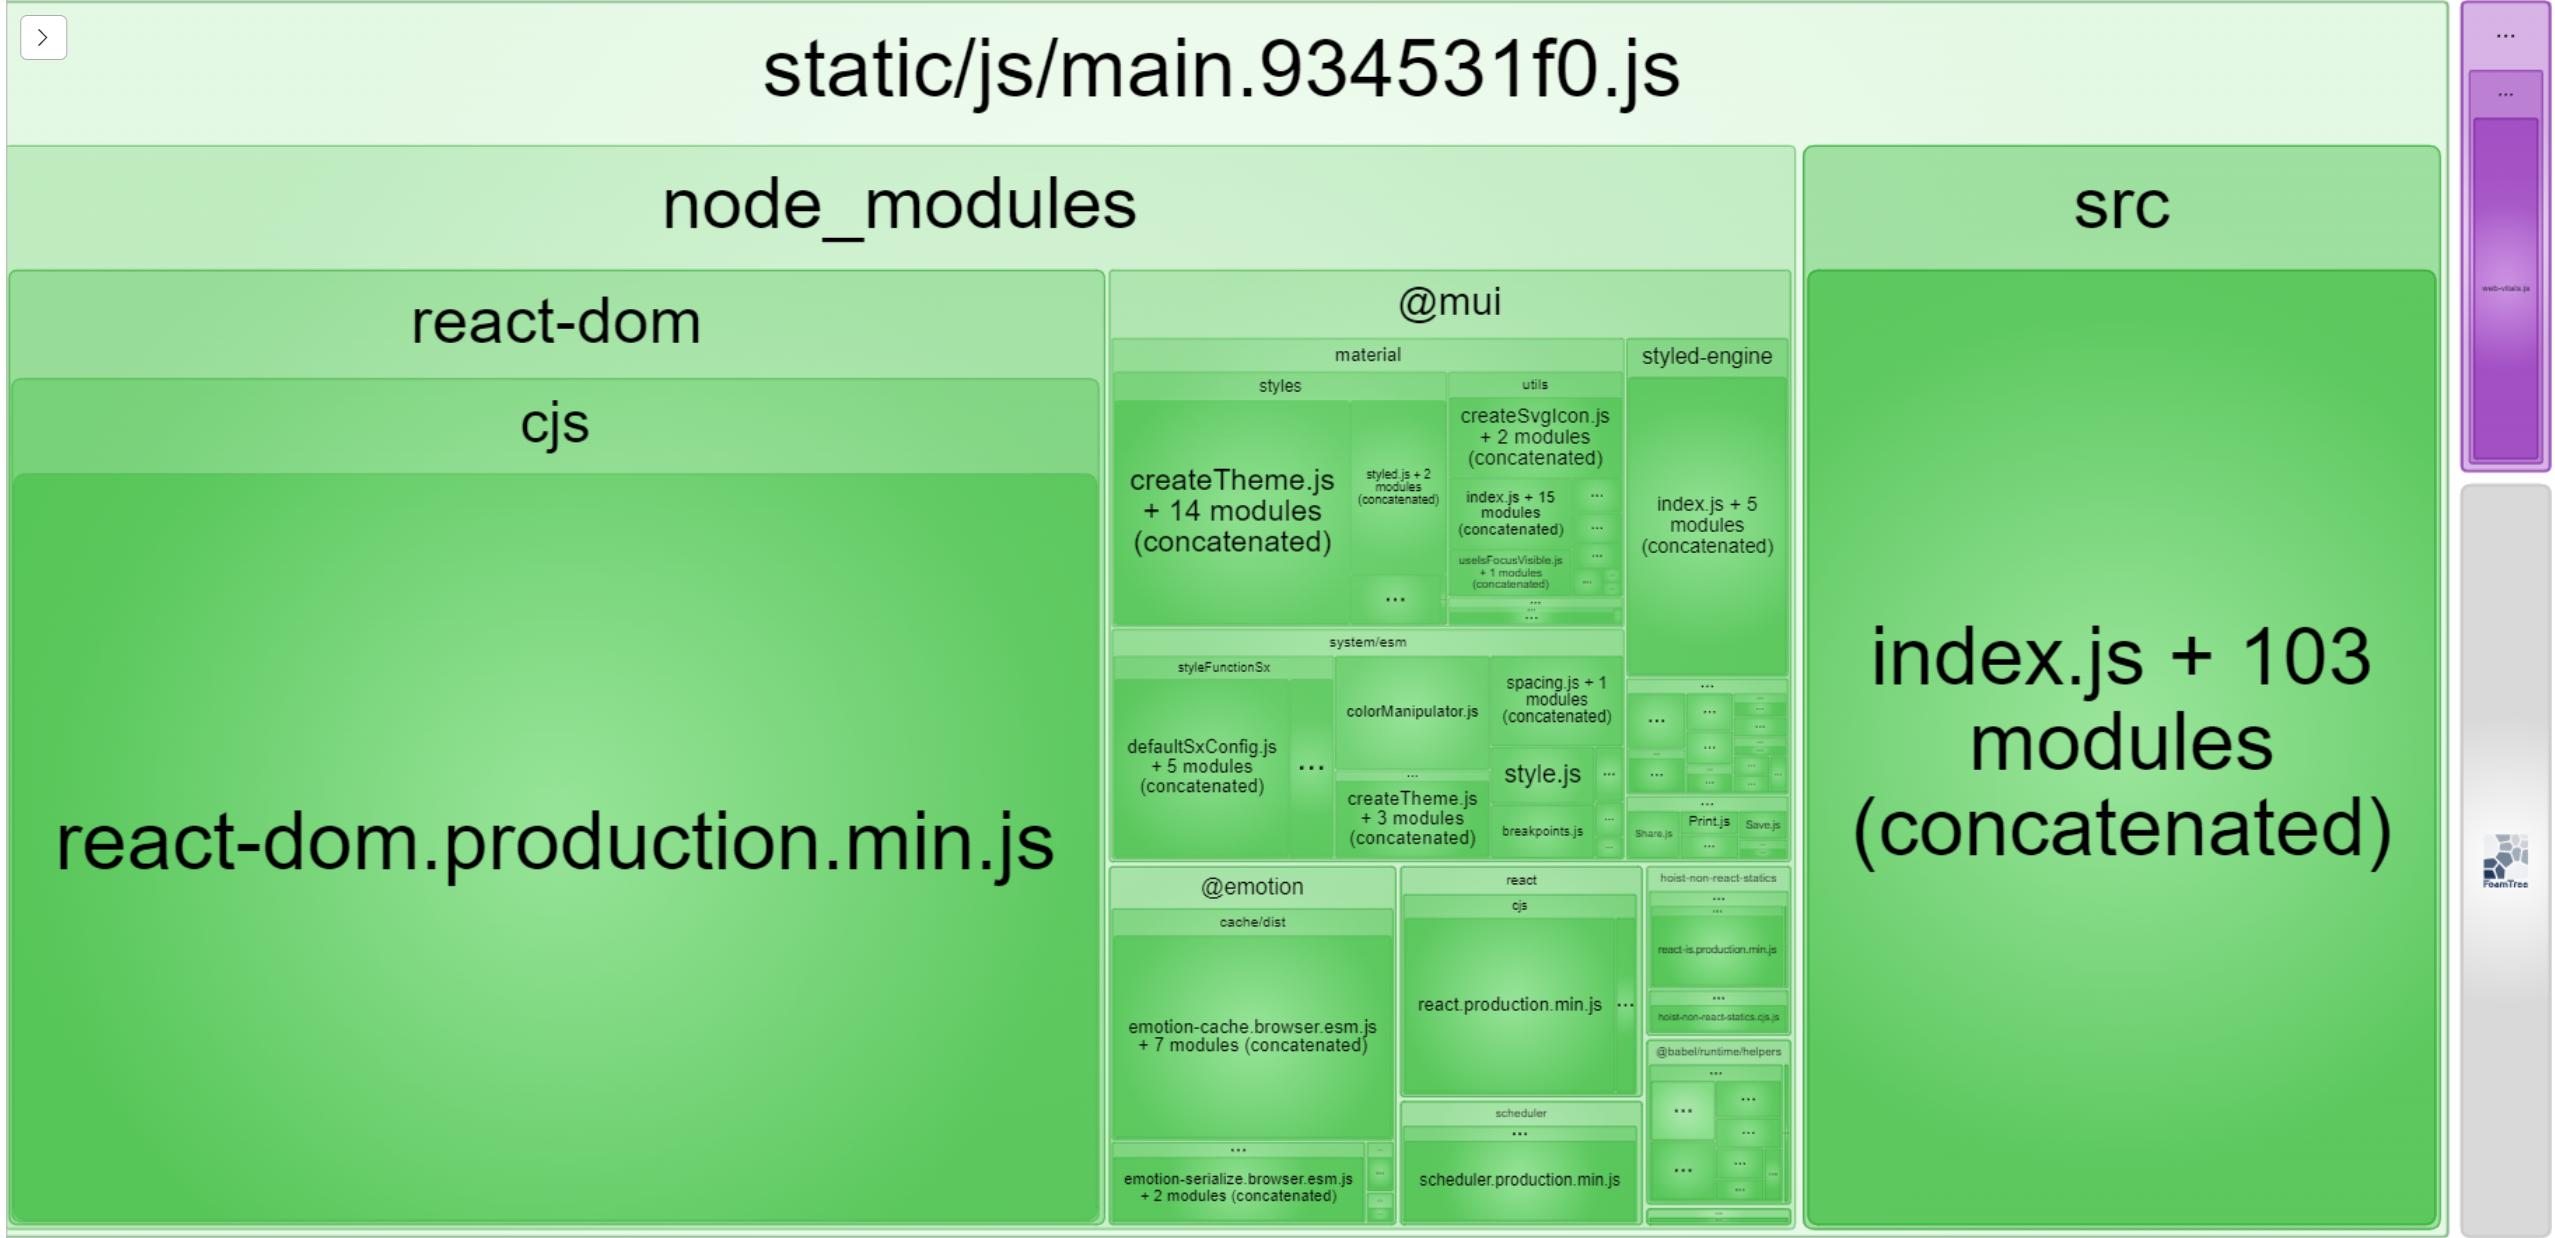 static/js/main.934531f0.js
node_modules
src
react-dom
cjs
react-dom.production.min.js
@mui
material
styles
createTheme.js
+ 14 modules
(concatenated)
styled.js + 2
modules
(concatenated)
...
utils
createSvgIcon.js
+ 2 modules
(concatenated)
index.js + 15
modules
(concatenated)
useIsFocusVisible.js
+ 1 modules
(concatenated)
styled-engine
index.js + 5
modules
(concatenated)
system/esm
styleFunctionSx
defaultSxConfig.js
+ 5 modules
(concatenated)
...
colorManipulator.js
...
createTheme.js
+ 3 modules
(concatenated)
spacing.js + 1
modules
(concatenated)
style.js
breakpoints.js
...
Share.js
Print.js
Save.js
@emotion
cache/dist
emotion-cache.browser.esm.js
+ 7 modules (concatenated)
...
emotion-serialize.browser.esm.js
+ 2 modules (concatenated)
react
cjs
react.production.min.js
...
scheduler
...
scheduler.production.min.js
hoist-non-react-statics
...
react-is.production.min.js
...
hoist-non-react-statics.cjs.js
@babel/runtime/helpers
...
index.js + 103
modules
(concatenated)
...
...
web-vitals.js
FoamTree